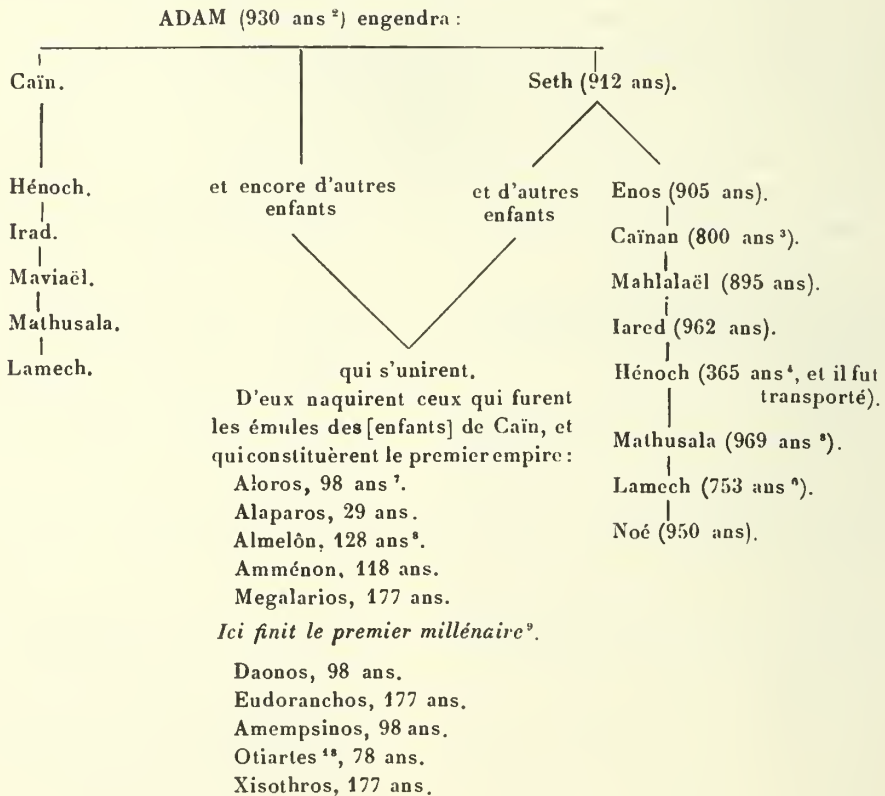 ADAM (930 ans ²) engendra :
Caïn.
Hénoch.
Irad.
Maviaël.
Mathusala.
Lamech.
et encore d'autres
enfants
Seth (912 ans).
et d'autres
enfants
qui s'unirent.
D'eux naquirent ceux qui furent
les émules des [enfants] de Caïn, et
qui constituèrent le premier empire :
Aloros, 98 ans ⁷.
Alaparos, 29 ans.
Almelôn, 128 ans ⁸.
Amménon, 118 ans.
Megalarios, 177 ans.
Ici finit le premier millénaire ⁹.
Daonos, 98 ans.
Eudoranchos, 177 ans.
Amempsinos, 98 ans.
Otiartes ¹⁸, 78 ans.
Xisothros, 177 ans.
Enos (905 ans).
Caïnan (800 ans ³).
Mahlalaël (895 ans).
Iared (962 ans).
Hénoch (365 ans ⁴, et il fut
transporté).
Mathusala (969 ans ⁵).
Lamech (753 ans ⁶).
Noé (950 ans).